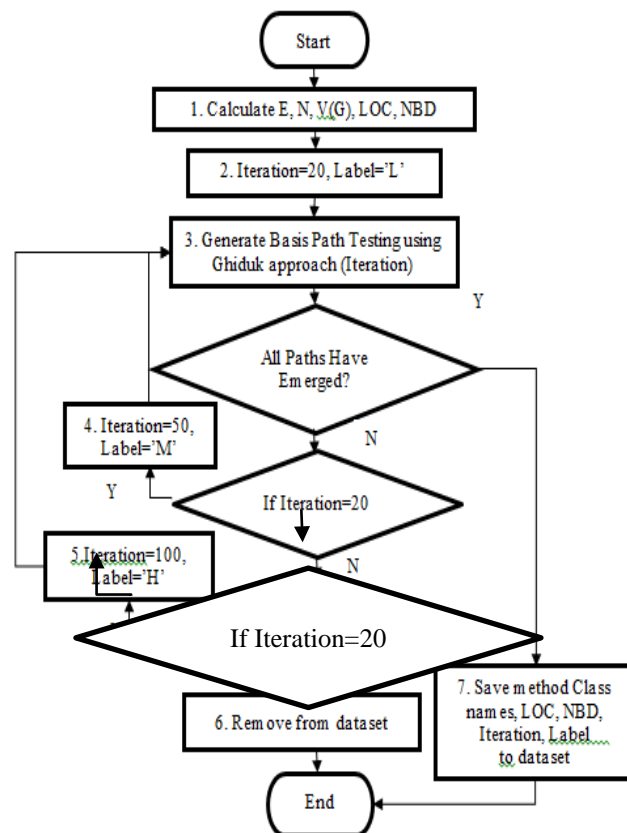 Start
1. Calculate E, N, V(G), LOC, NBD
2. Iteration=20, Label='L'
3. Generate Basis Path Testing using
Ghiduk approach (Iteration)
Y
All Paths Have
Emerged?
N
4. Iteration=50,
Label='M'
Y
If Iteration=20
N
5.Iteration=100,
Label='H'
If Iteration=20
6. Remove from dataset
7. Save method Class
names, LOC, NBD,
Iteration, Label
to dataset
End